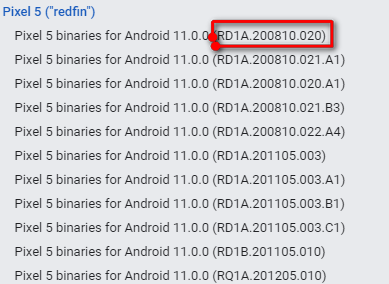 Pixel 5 ("redfin")
Pixel 5 binaries for Android 11.0.0 (RD1A.200810.020)
Pixel 5 binaries for Android 11.0.0 (RD1A.200810.021.A1)
Pixel 5 binaries for Android 11.0.0 (RD1A.200810.020.A1)
Pixel 5 binaries for Android 11.0.0 (RD1A.200810.021.B3)
Pixel 5 binaries for Android 11.0.0 (RD1A.200810.022.A4)
Pixel 5 binaries for Android 11.0.0 (RD1A.201105.003)
Pixel 5 binaries for Android 11.0.0 (RD1A.201105.003.A1)
Pixel 5 binaries for Android 11.0.0 (RD1A.201105.003.B1)
Pixel 5 binaries for Android 11.0.0 (RD1A.201105.003.C1)
Pixel 5 binaries for Android 11.0.0 (RD1B.201105.010)
Pixel 5 binaries for Android 11.0.0 (RQ1A.201205.010)